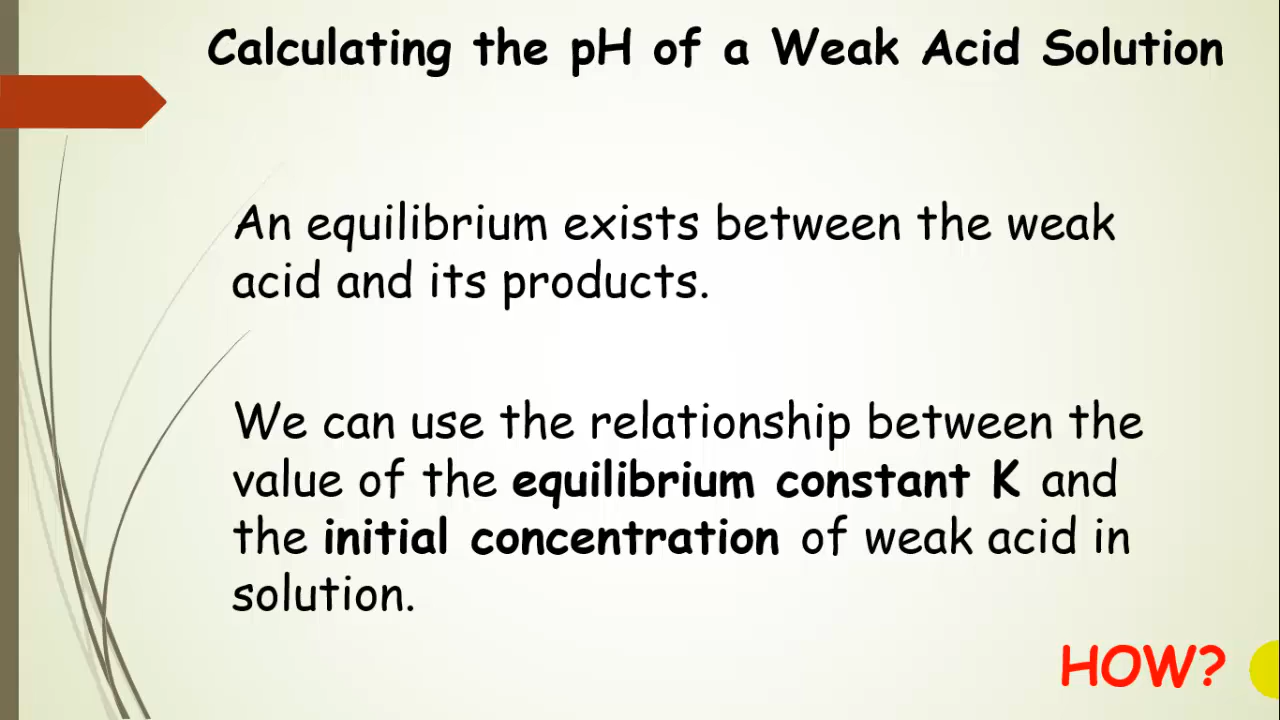 Calculating the pH of a Weak Acid Solution
An equilibrium exists between the weak
acid and its products.
We can use the relationship between the
value of the equilibrium constant K and
the initial concentration of weak acid in
solution.
HOW?